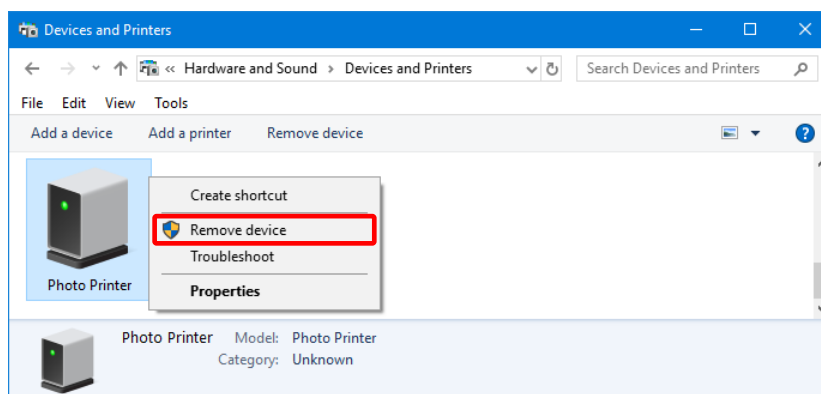 Devices and Printers
« Hardware and Sound > Devices and Printers
Search Devices and Printers
File Edit View Tools
Add a device Add a printer Remove device
?
Create shortcut
Remove device
Troubleshoot
Photo Printer
Properties
Photo Printer Model: Photo Printer
Category: Unknown